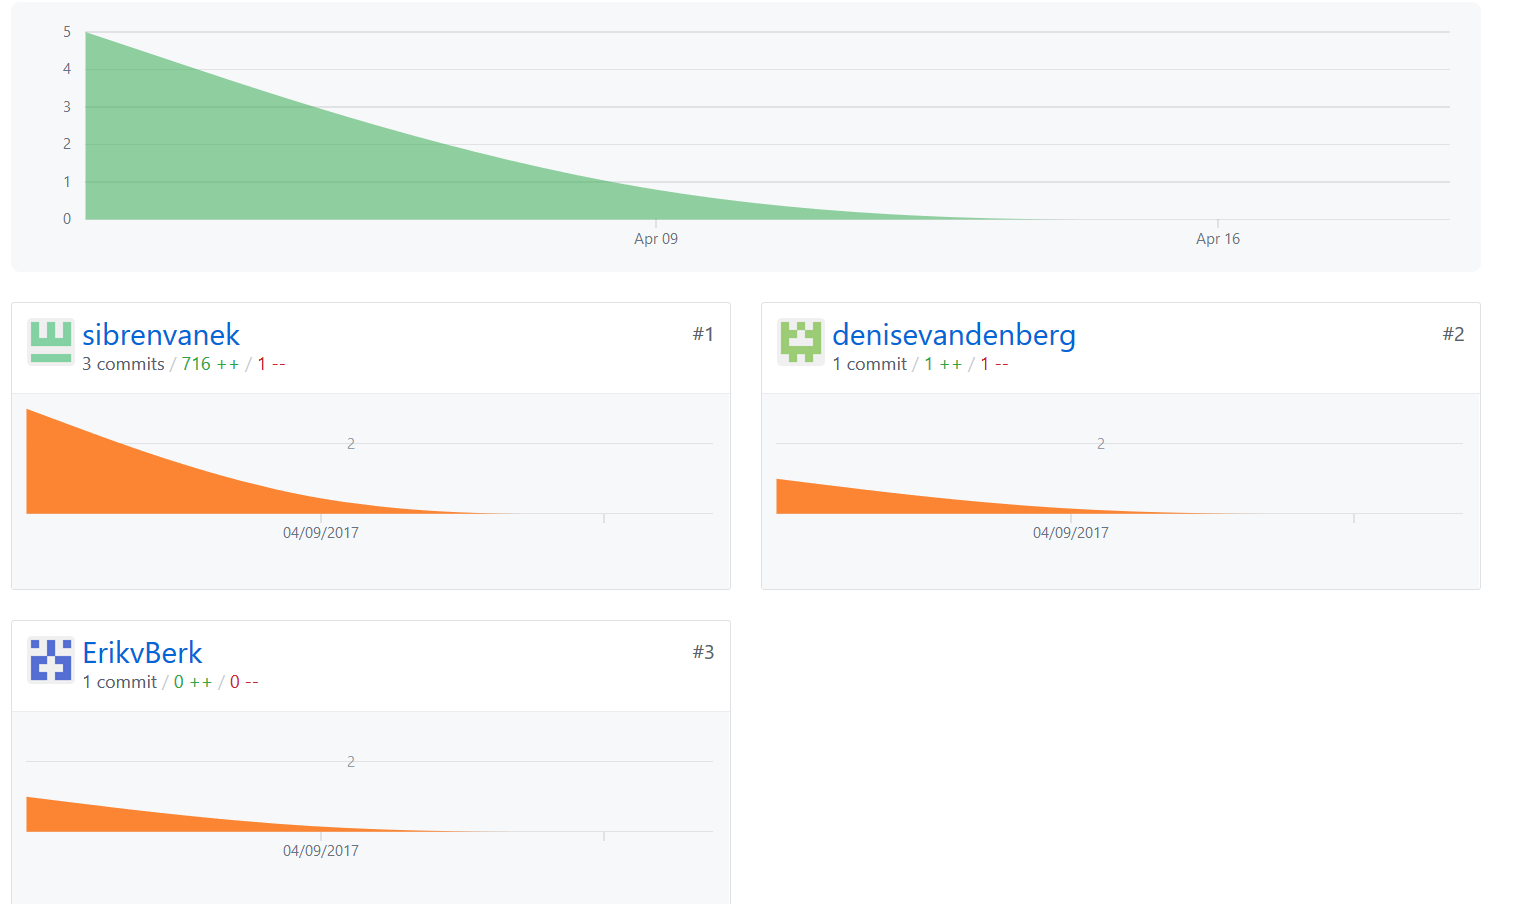 5
4
3
2
1
0
Apr 09
Apr 16
sibrenvanek
#1
3 commits / 716 ++ / 1 --
2
04/09/2017
denisevandenberg
#2
1 commit / 1 ++ / 1 --
2
04/09/2017
ErikvBerk
#3
1 commit / 0 ++ / 0 --
2
04/09/2017